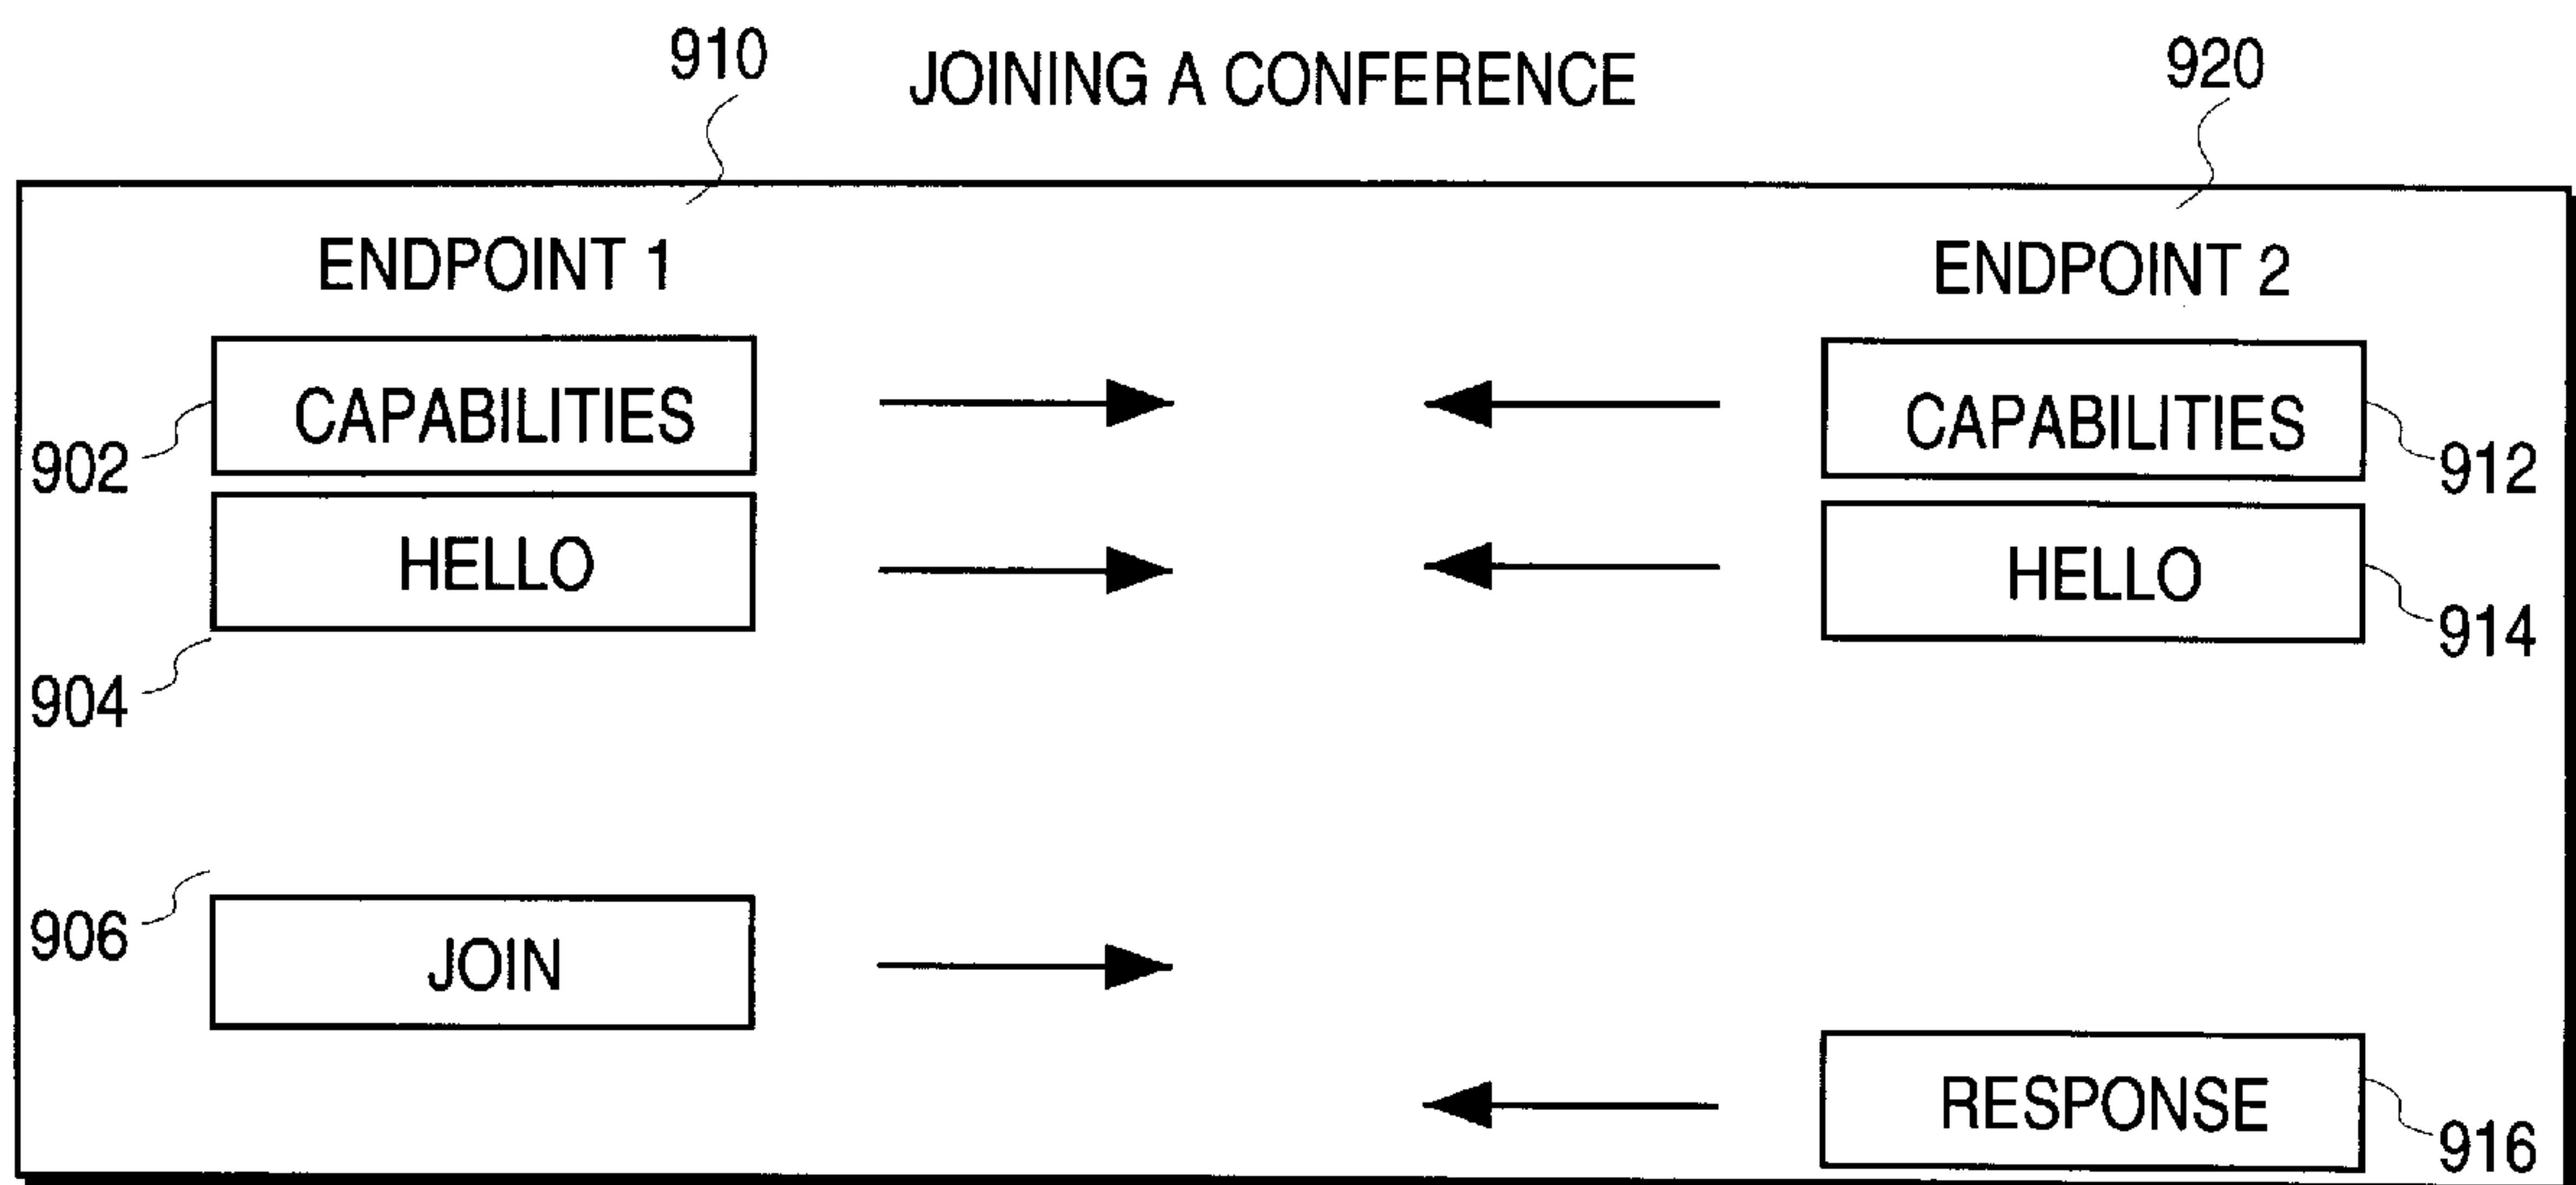 910
JOINING A CONFERENCE
920
ENDPOINT 1
ENDPOINT 2
CAPABILITIES
CAPABILITIES
902
912
HELLO
HELLO
904
914
906
JOIN
RESPONSE
916